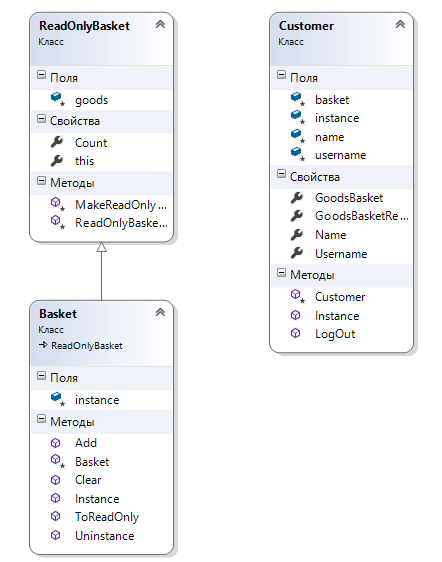 ReadOnlyBasket
Класс
Поля
goods
Свойства
Count
this
Методы
MakeReadOnly ...
ReadOnlyBaske...
Basket
Класс
ReadOnlyBasket
Поля
instance
Методы
Add
Basket
Clear
Instance
ToReadOnly
Uninstance
Customer
Класс
Поля
basket
instance
name
username
Свойства
GoodsBasket
GoodsBasketRe...
Name
Username
Методы
Customer
Instance
LogOut